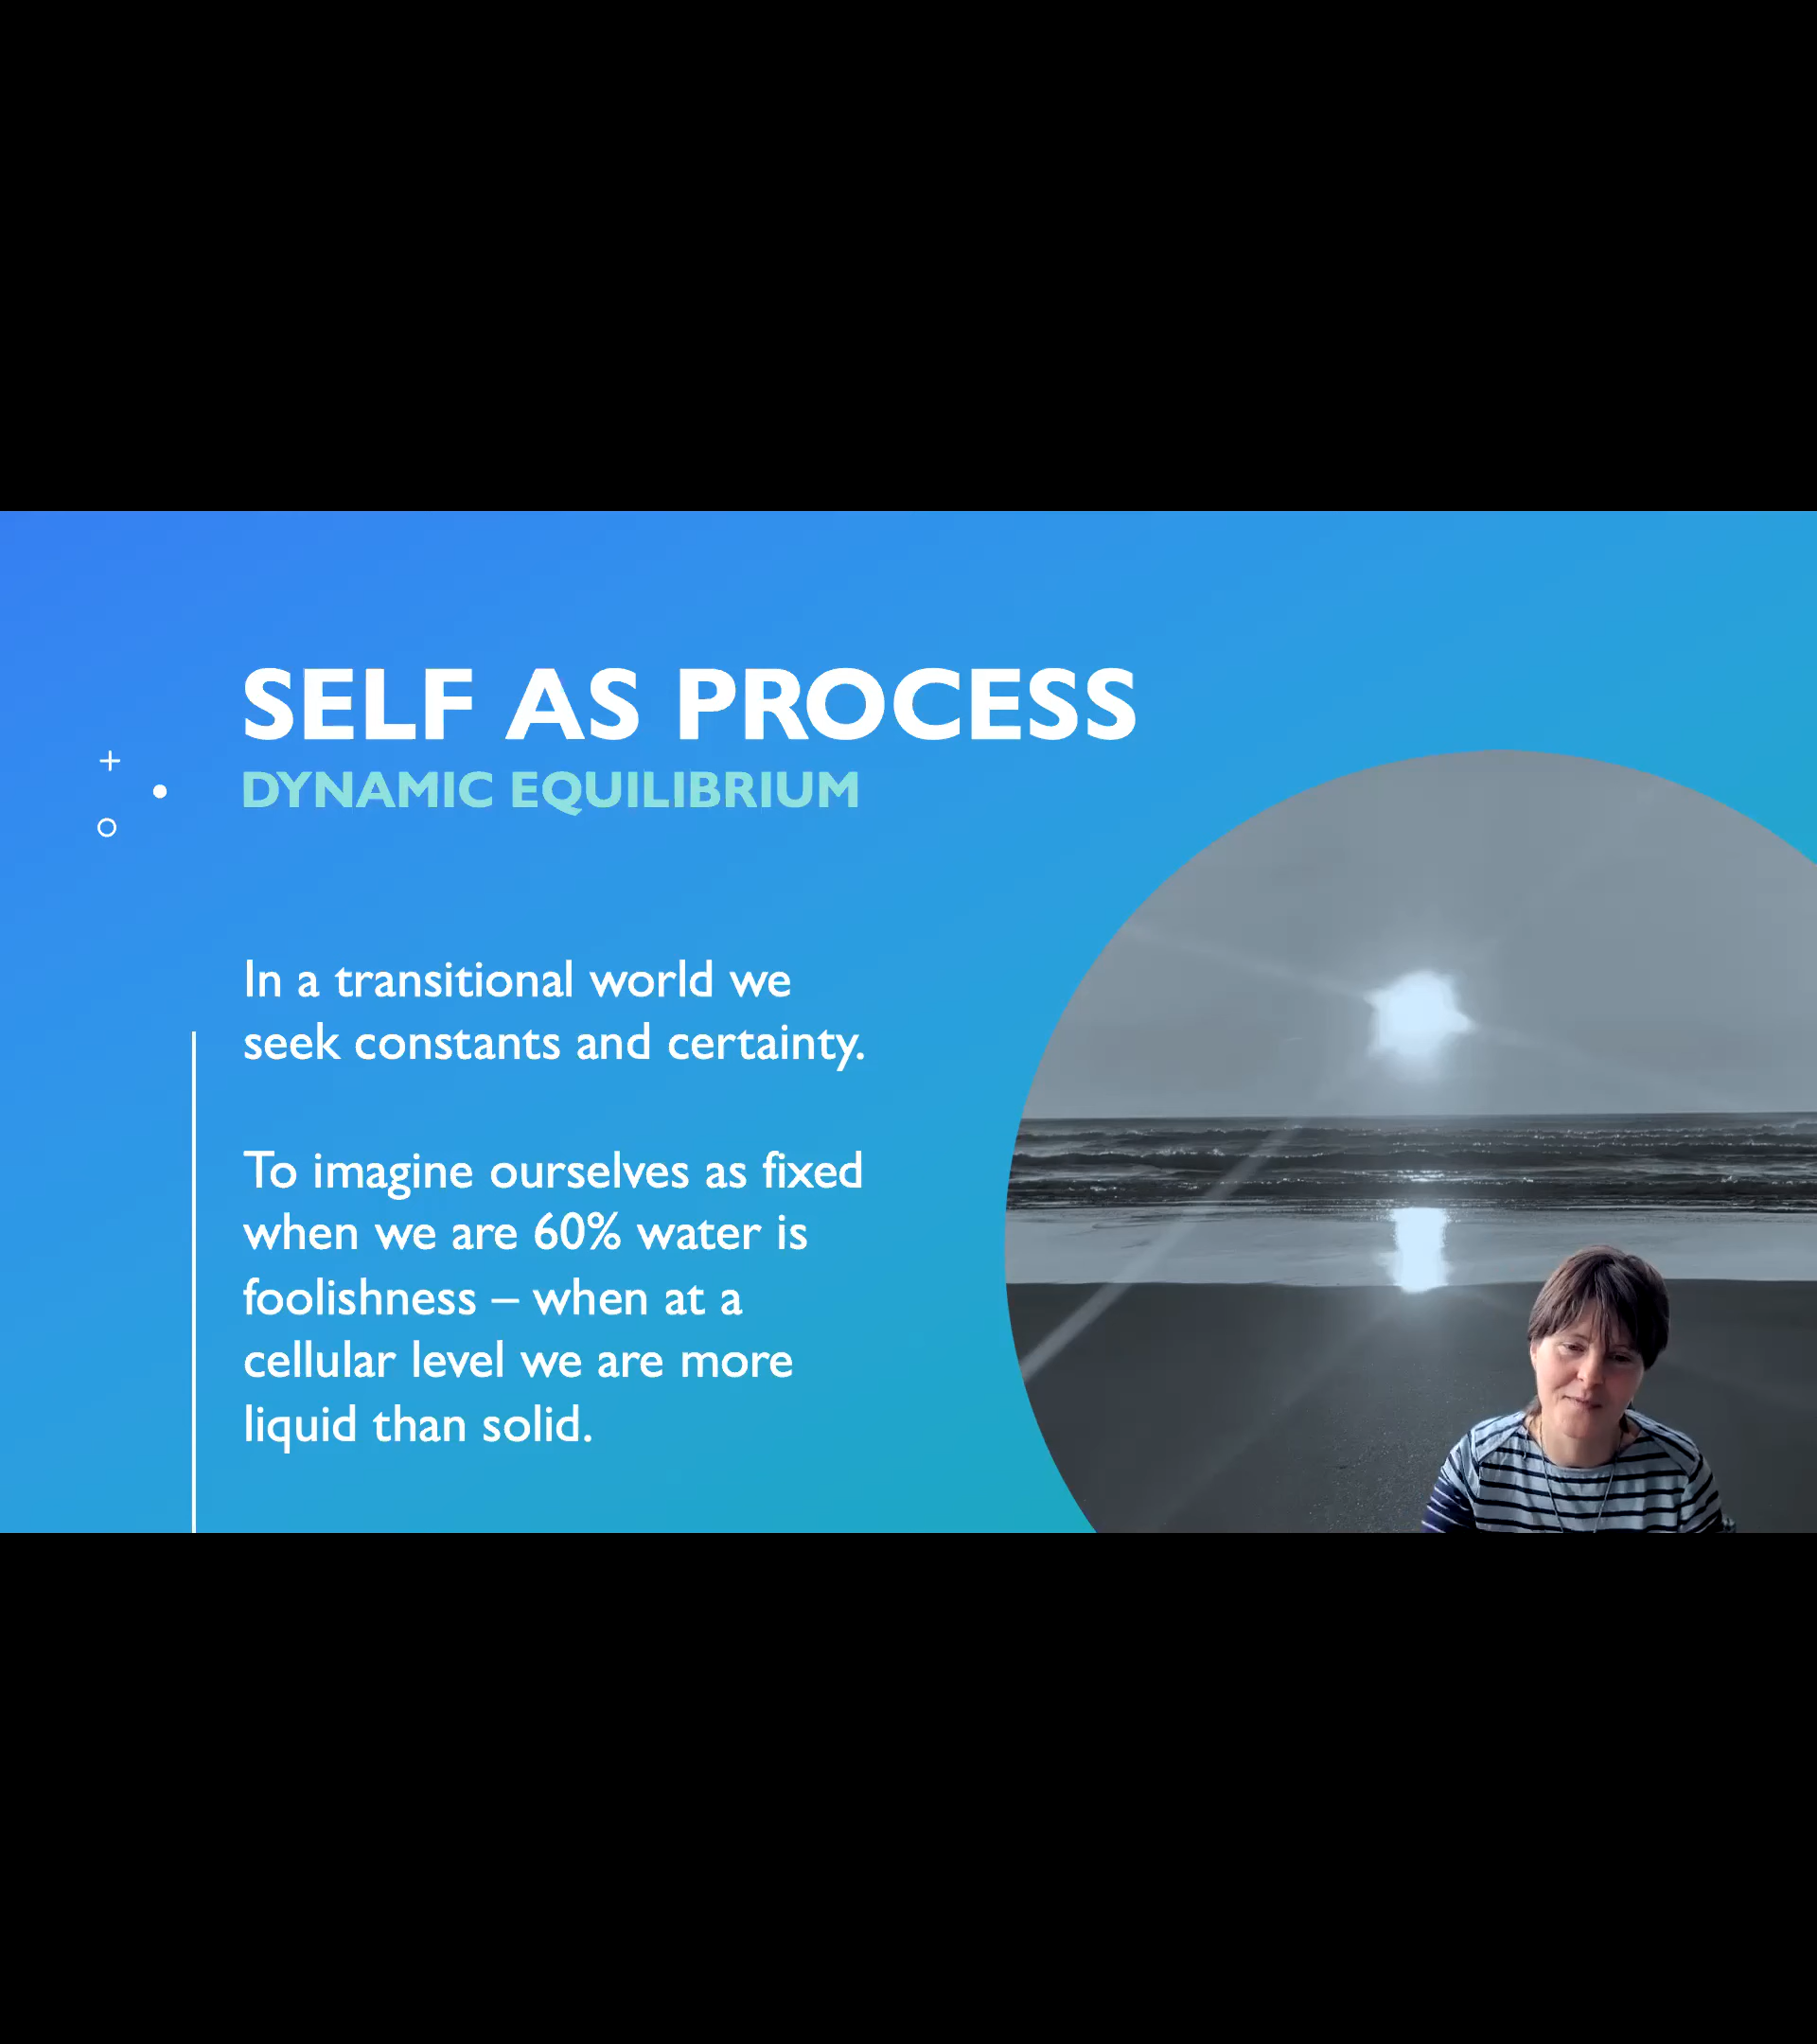 SELF AS PROCESS
DYNAMIC EQUILIBRIUM
In a transitional world we
seek constants and certainty.
To imagine ourselves as fixed
when we are 60% water is
foolishness – when at a
cellular level we are more
liquid than solid.